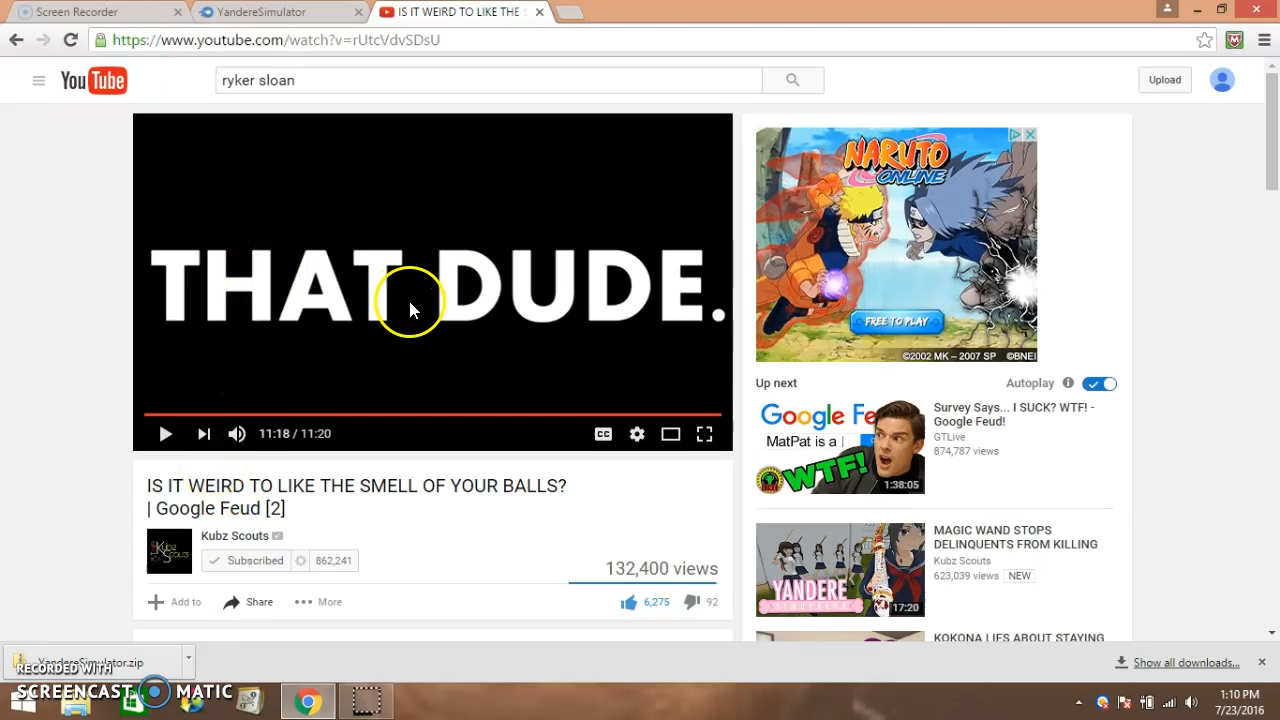 Screen Recorder
YandereSimulator
IS IT WEIRD TO LIKE THE S
https://www.youtube.com/watch?v=rUtcVdvSDsU
YouTube
ryker sloan
Upload
THAT DUDE.
11:18 / 11:20
CC
NARUTO
ONLINE
FREE TO PLAY
©2002 MK – 2007 SP ©BNEI
Up next
Autoplay
Google Fe
MatPat is a
WTF!
1:38:05
Survey Says... I SUCK? WTF! -
Google Feud!
GTLive
874,787 views
IS IT WEIRD TO LIKE THE SMELL OF YOUR BALLS?
| Google Feud [2]
Kubz Scouts
Subscribed
862,241
132,400 views
Add to
Share
More
6,275
92
YANDERE
SIMULATOR
17:20
MAGIC WAND STOPS
DELINQUENTS FROM KILLING
Kubz Scouts
623,039 views
NEW
KOKONA LIES ABOUT STAYING
YandereSimulator.zip
Show all downloads...
RECORDED WITH
SCREENCAST MATIC
1:10 PM
7/23/2016